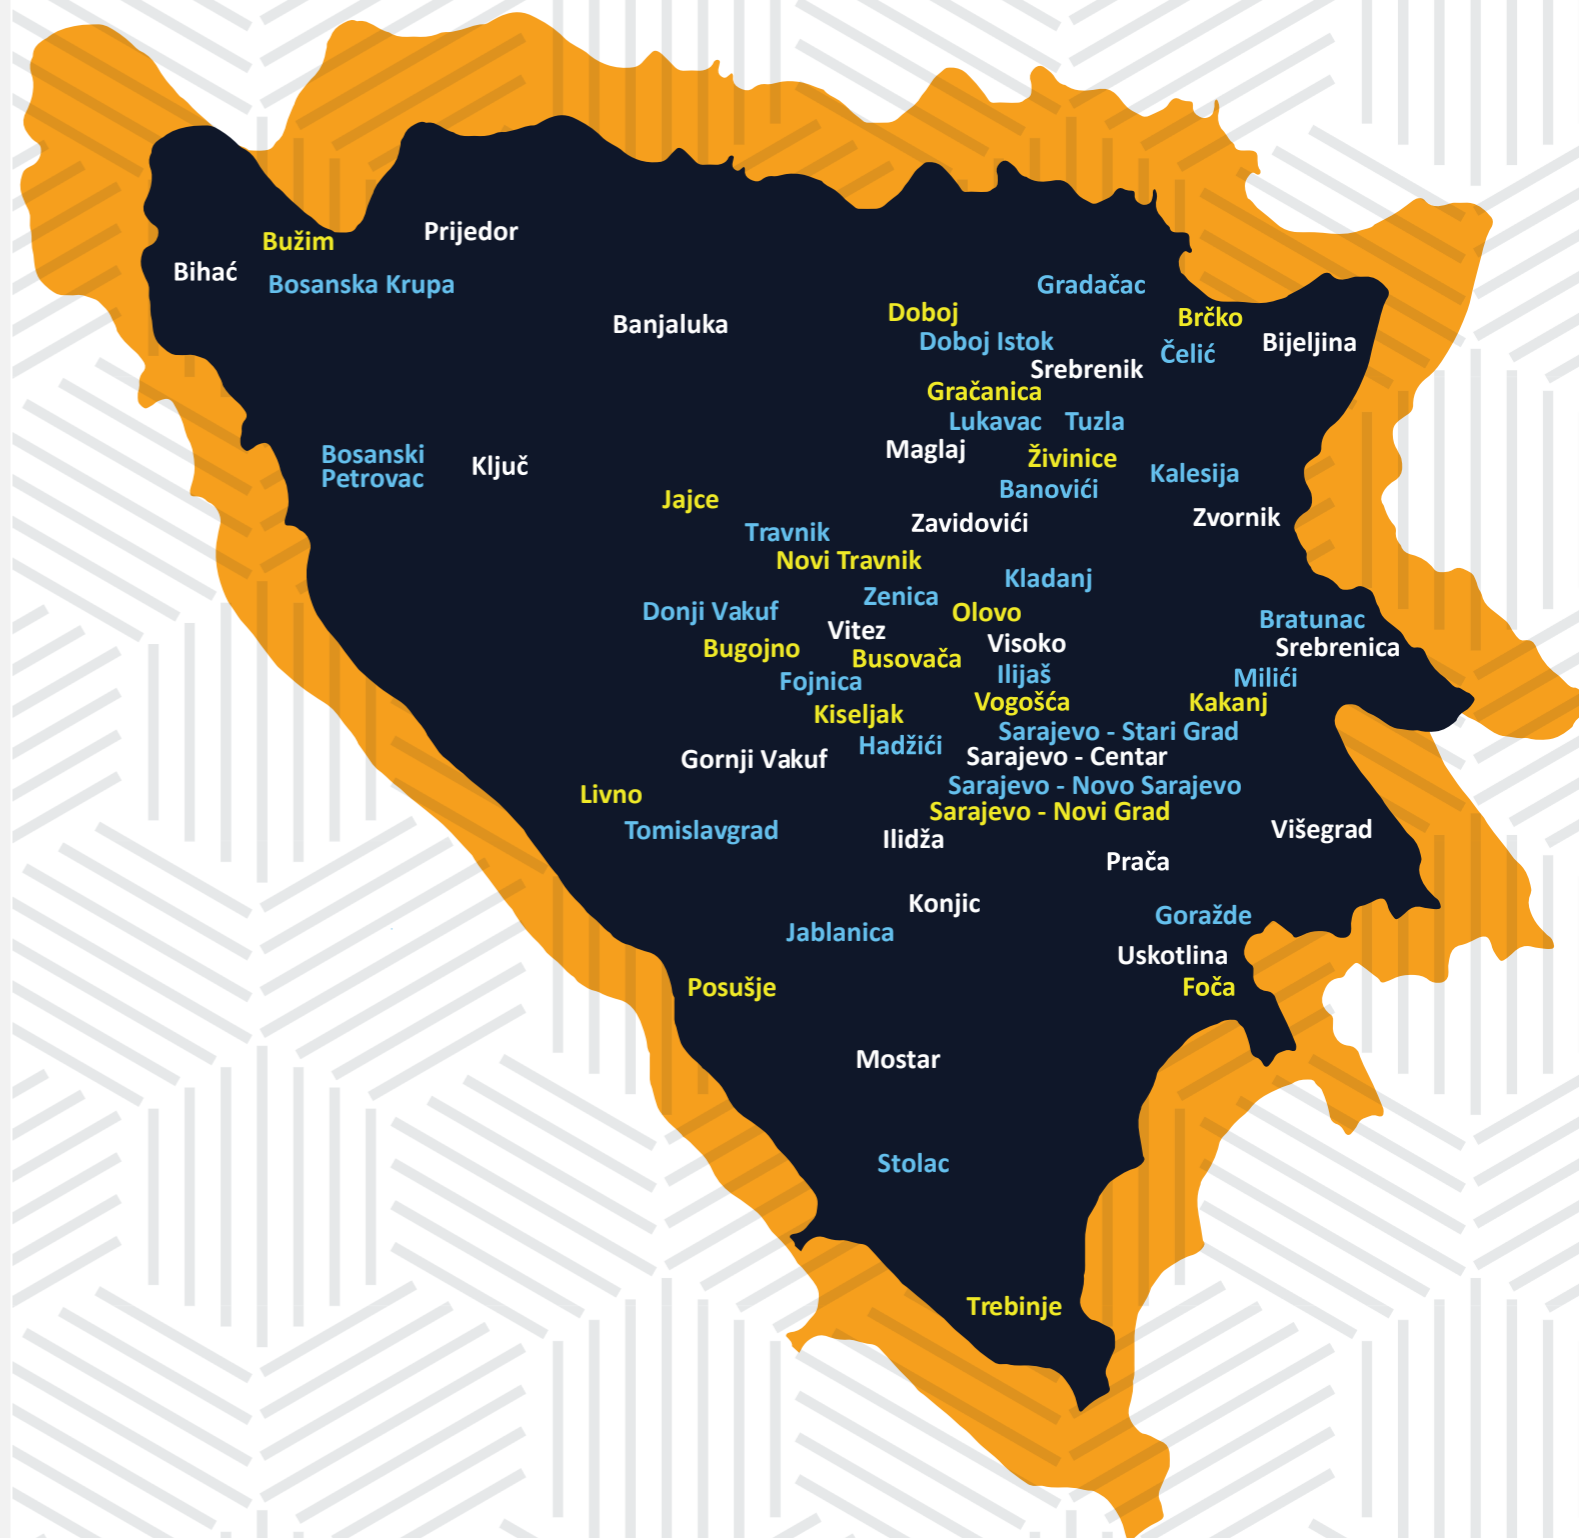 Prijedor
Bužim
Bihać
Bosanska Krupa
Gradačac
Doboj
Brčko
Banjaluka
Doboj Istok
Bijeljina
Čelić
Srebrenik
Gračanica
Lukavac
Tuzla
Maglaj
Bosanski
Petrovac
Živinice
Ključ
Kalesija
Banovići
Jajce
Zvornik
Zavidovići
Travnik
Novi Travnik
Kladanj
Zenica
Donji Vakuf
Olovo
Bratunac
Vitez
Visoko
Srebrenica
Bugojno
Busovača
Ilijaš
Milići
Fojnica
Vogošća
Kakanj
Kiseljak
Sarajevo - Stari Grad
Hadžići
Sarajevo - Centar
Gornji Vakuf
Sarajevo - Novo Sarajevo
Livno
Sarajevo - Novi Grad
Tomislavgrad
Višegrad
Ilidža
Prača
Konjic
Goražde
Jablanica
Uskotlina
Posušje
Foča
Mostar
Stolac
Trebinje